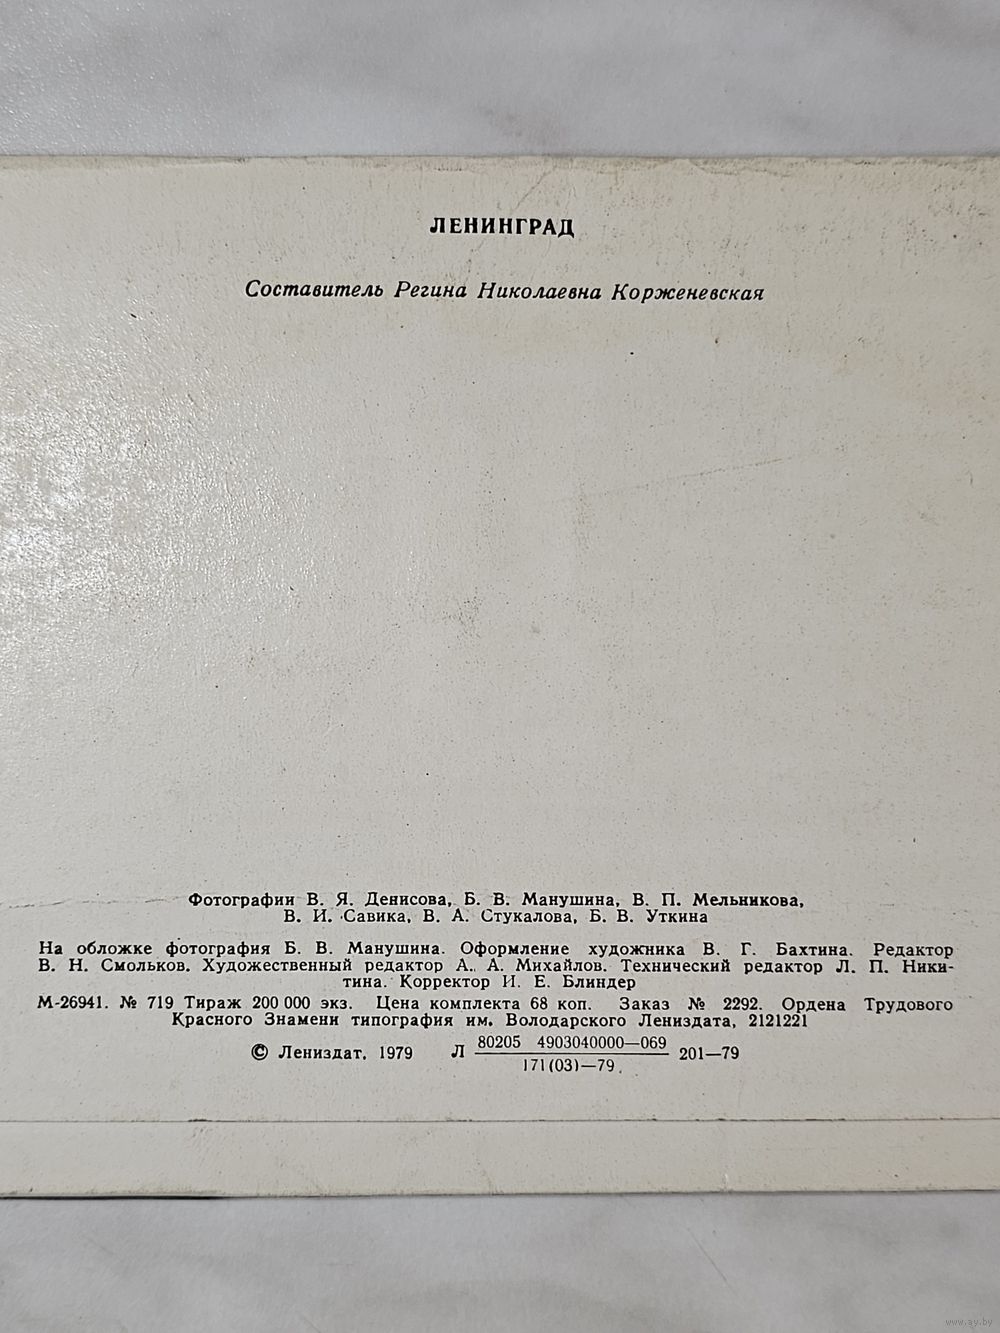 ЛЕНИНГРАД
Составитель Регина Николаевна Корженевская
Фотографии В. Я. Денисова, Б. В. Манушина, В. П. Мельникова,
В. И. Савика, В. А. Стукалова, Б. В. Уткина
На обложке фотография Б. В. Манушина. Оформление художника В. Г. Бахтина. Редактор
В. Н. Смольков. Художественный редактор А. А. Михайлов. Технический редактор Л. П. Ники-
тина. Корректор И. Е. Блиндер
М-26941. № 719 Тираж 200 000 экз. Цена комплекта 68 коп. Заказ № 2292. Ордена Трудового
Красного Знамени типография им. Володарского Лениздата, 2121221
© Лениздат, 1979 Л 80205 4903040000—069 201—79
171(03)—79
www.ay.by